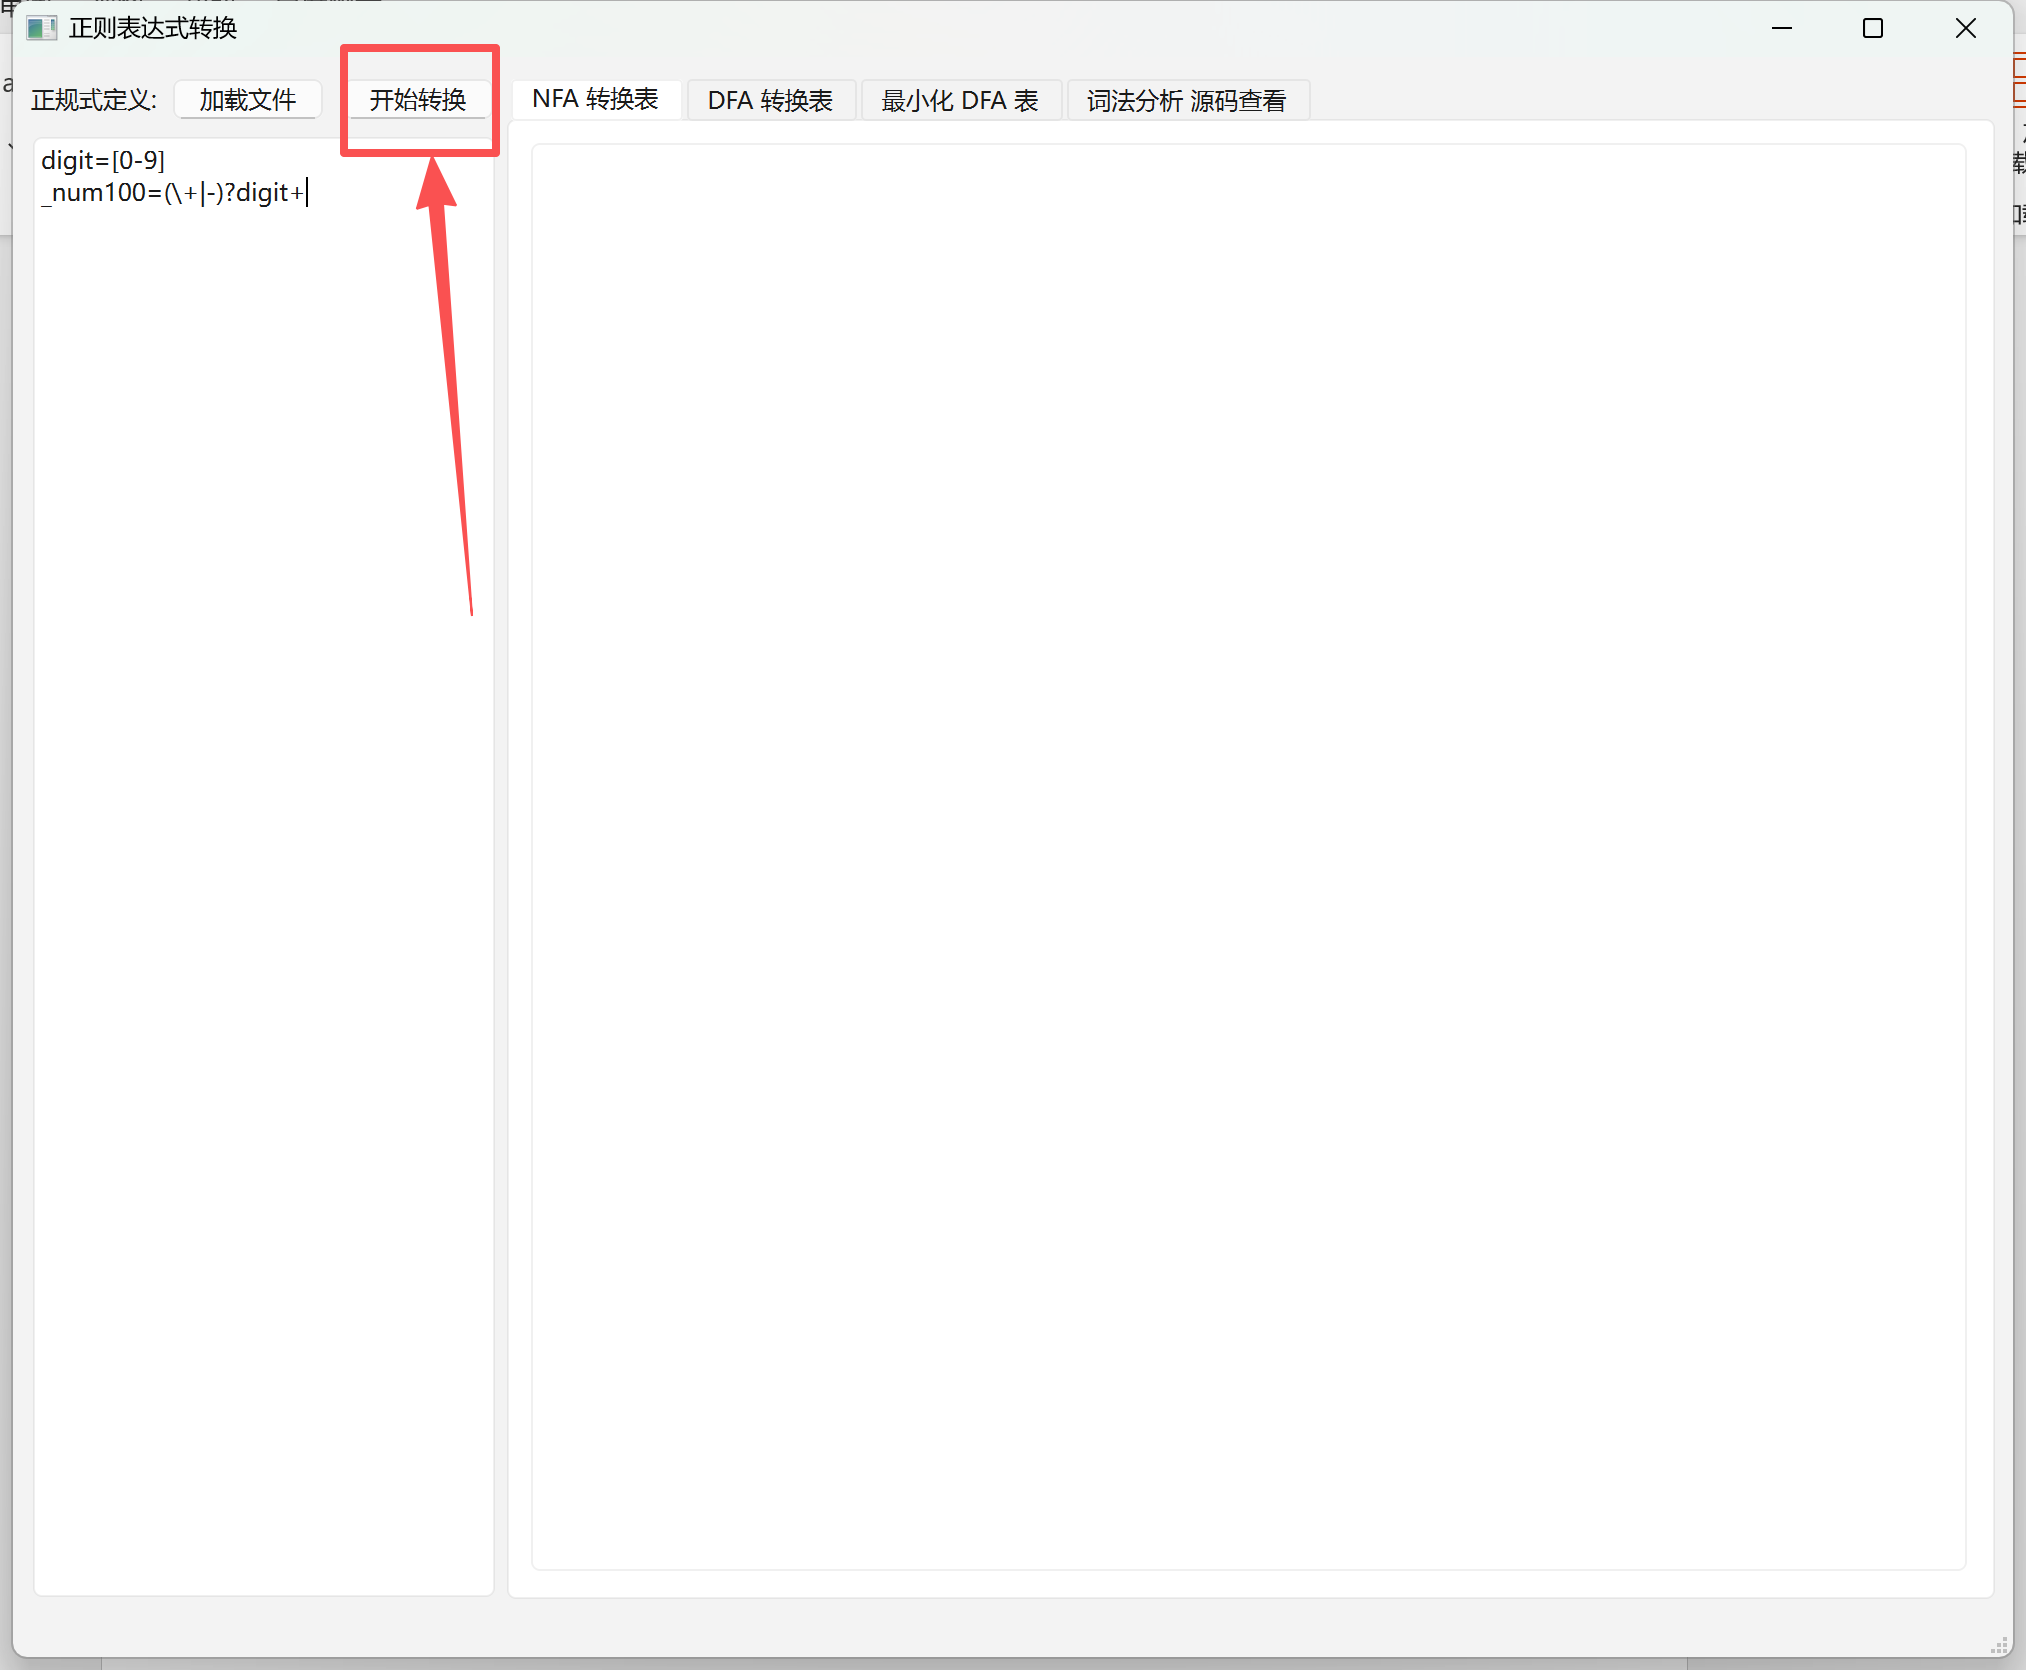 正则表达式转换
正规式定义: 加载文件 开始转换 NFA 转换表 DFA 转换表 最小化 DFA 表 词法分析 源码查看
digit=[0-9]
_num100=(\+|-)?digit+